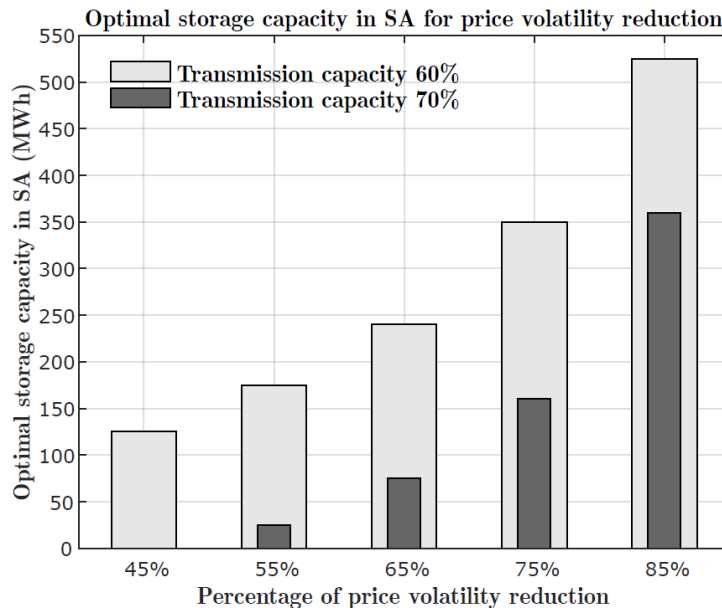 Optimal storage capacity in SA for price volatility reduction
Transmission capacity 60%
Transmission capacity 70%
Optimal storage capacity in SA (MWh)
550
500
450
400
350
300
250
200
150
100
50
0
45% 55% 65% 75% 85%
Percentage of price volatility reduction